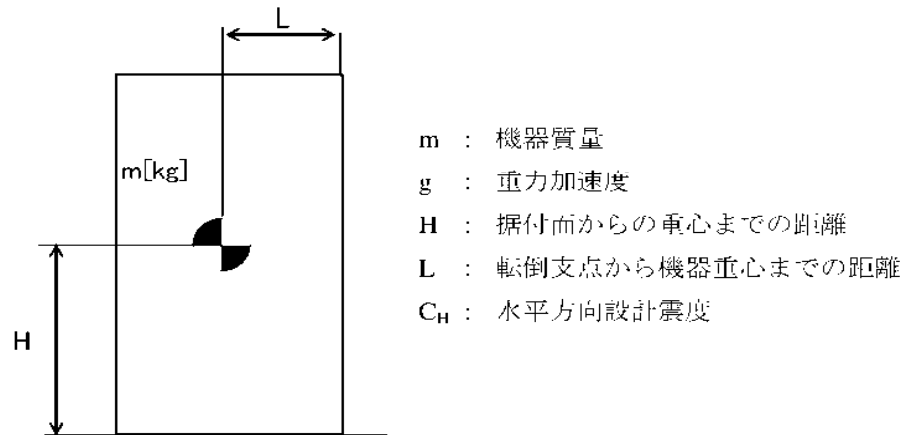 L
m[kg]
H
m : 機器質量
g : 重力加速度
H : 据付面からの重心までの距離
L : 転倒支点から機器重心までの距離
CH : 水平方向設計震度